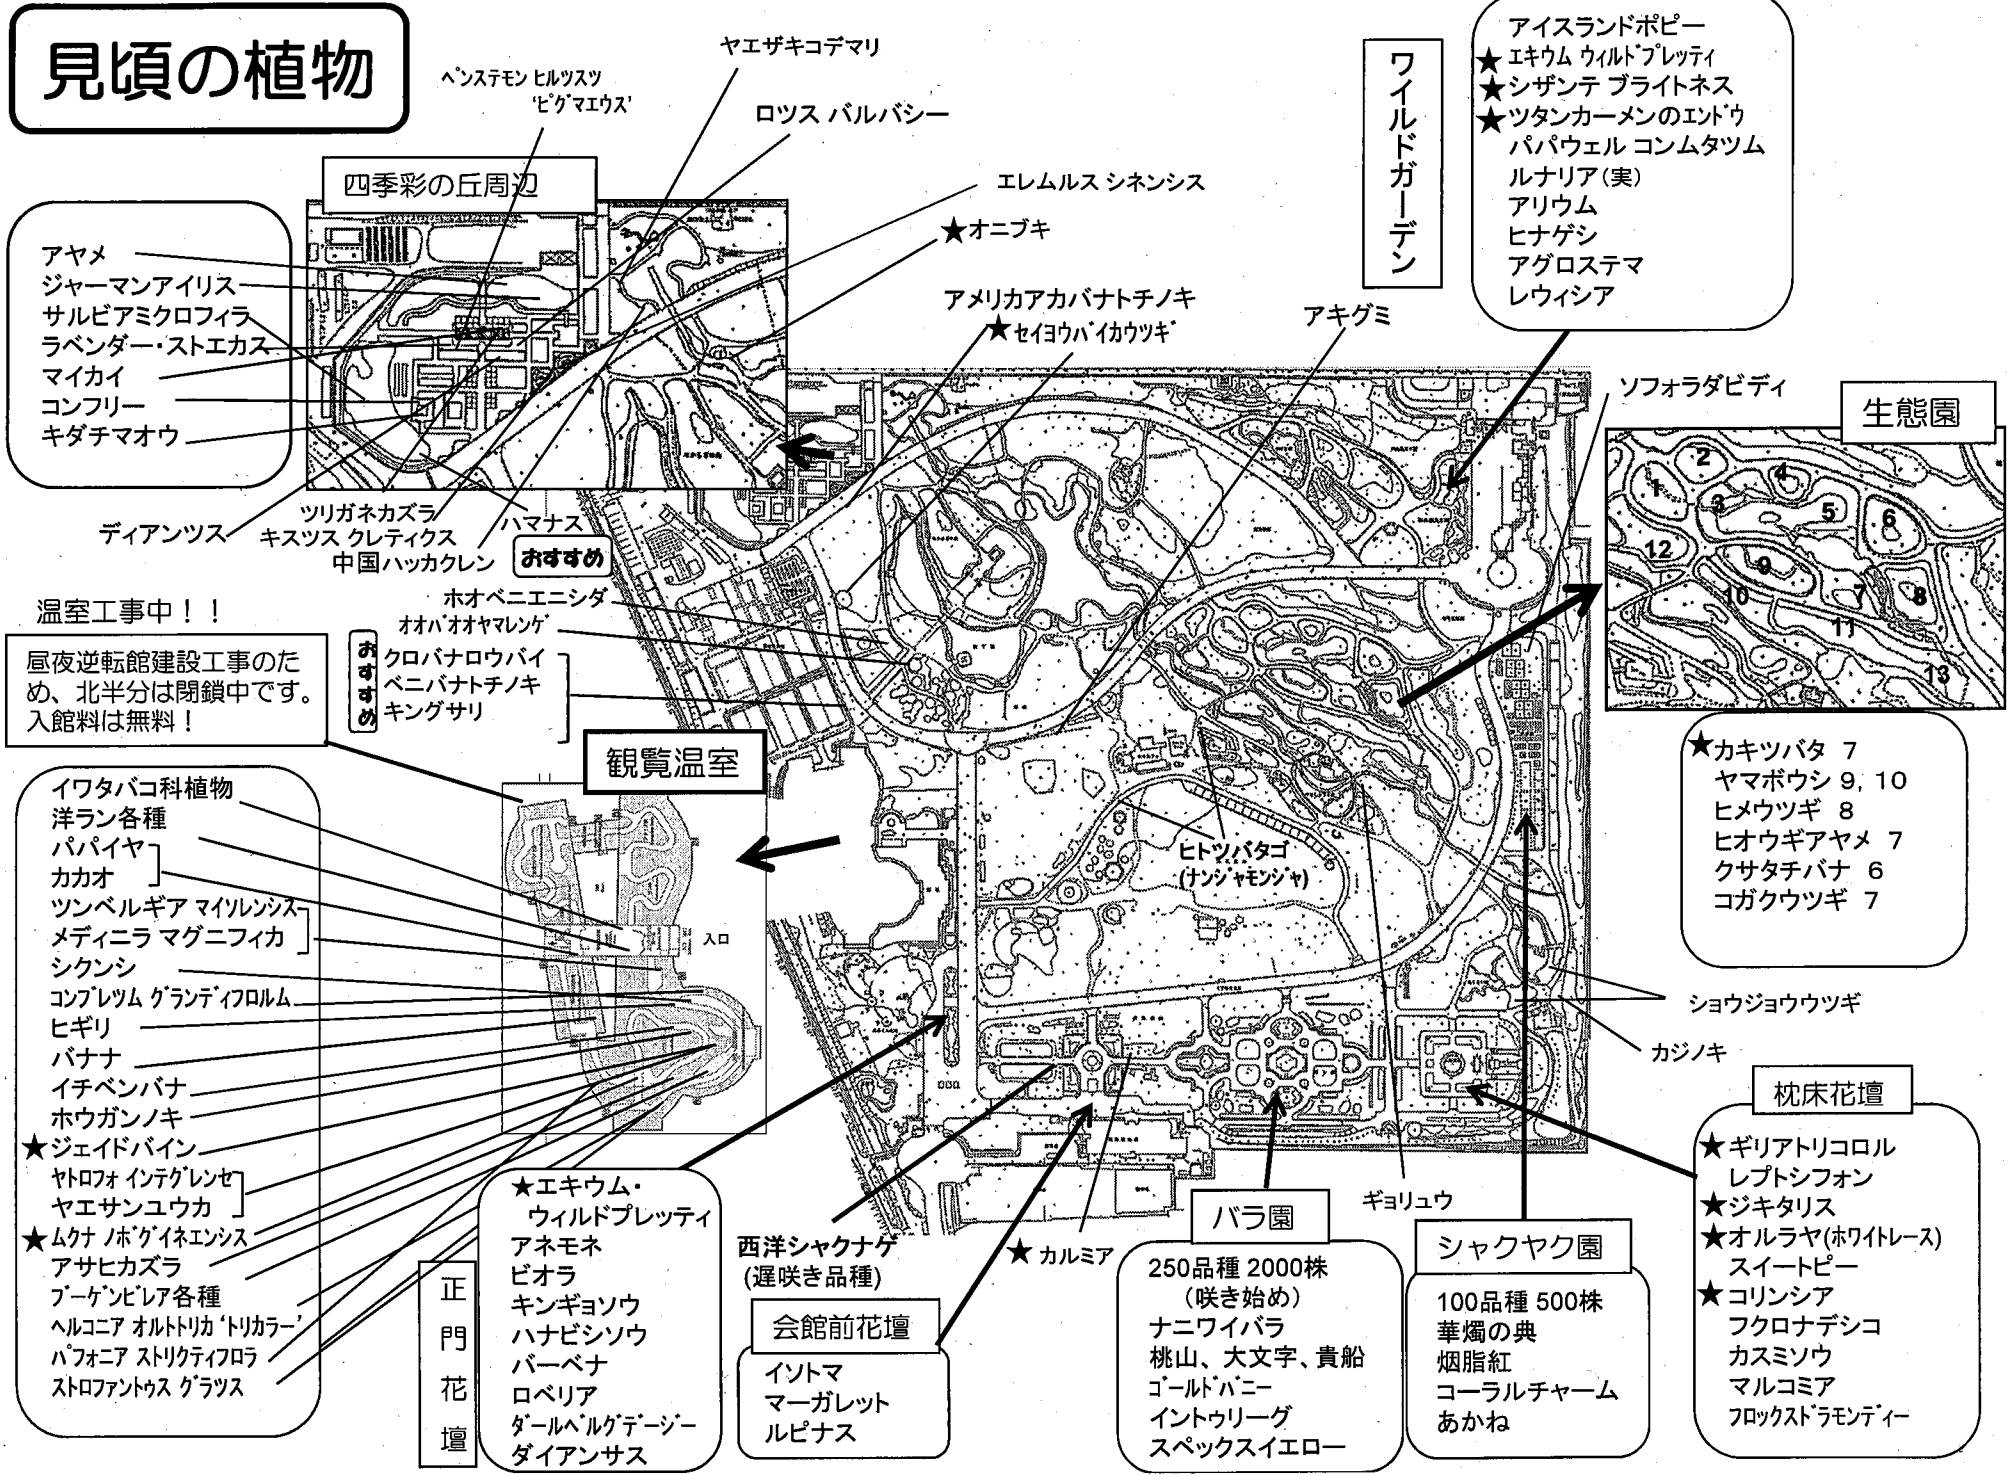 見頃の植物
ペンステモン ヒルツスツ
'ピグマエウス'
ヤエザキコデマリ
ロツス バルバシー
エレムルス シネンシス
★オニブキ
四季彩の丘周辺
アヤメ
ジャーマンアイリス
サルビアミクロフィラ
ラベンダー・ストエカス
マイカイ
コンフリー
キダチマオウ
ディアンツス
ツリガネカズラ
キスツス クレティクス
中国ハッカクレン
ハマナス
おすすめ
アメリカアカバナトチノキ
★セイヨウバイカウツギ
アキグミ
ワイルドガーデン
アイスランドポピー
★エキウム ウィルドプレッティ
★シザンテ ブライトネス
★ツタンカーメンのエンドウ
パパウェル コンムタツム
ルナリア(実)
アリウム
ヒナゲシ
アグロステマ
レウィシア
ソフォラダビディ
生態園
1
2
3
4
5
6
7
8
9
10
11
12
13
★カキツバタ 7
ヤマボウシ 9, 10
ヒメウツギ 8
ヒオウギアヤメ 7
クサタチバナ 6
コガクウツギ 7
ホオベニエニシダ
オオバオオヤマレンゲ
おすすめ
クロバナロウバイ
ベニバナトチノキ
キングサリ
温室工事中!!
昼夜逆転館建設工事のた
め、北半分は閉鎖中です。
入館料は無料!
観覧温室
入口
イワタバコ科植物
洋ラン各種
パパイヤ
カカオ
ツンベルギア マイソレンシス
メディニラ マグニフィカ
シクンシ
コンブレツム グランディフロルム
ヒギリ
バナナ
イチベンバナ
ホウガンノキ
★ジェイドバイン
ヤトロフォ インテグレンセ
ヤエサンユウカ
★ムクナ ノボグイネエンシス
アサヒカズラ
ブーゲンビレア各種
ヘルコニア オルトトリカ 'トリカラー'
パフォニア ストリクティフロラ
ストロファントゥス グラツス
ヒトツバタゴ
(ナンジャモンジャ)
ショウジョウウツギ
カジノキ
ギョリュウ
正門花壇
★エキウム・
ウィルドプレッティ
アネモネ
ビオラ
キンギョソウ
ハナビシソウ
バーベナ
ロベリア
ダールベルグデージー
ダイアンサス
西洋シャクナゲ
(遅咲き品種)
★カルミア
会館前花壇
イソトマ
マーガレット
ルピナス
バラ園
250品種 2000株
(咲き始め)
ナニワイバラ
桃山、大文字、貴船
ゴールドバニー
イントゥリーグ
スペックスイエロー
シャクヤク園
100品種 500株
華燭の典
烟脂紅
コーラルチャーム
あかね
枕床花壇
★ギリアトリコロル
レプトシフォン
★ジキタリス
★オルラヤ(ホワイトレース)
スイートピー
★コリンシア
フクロナデシコ
カスミソウ
マルコミア
フロックスドラモンディー